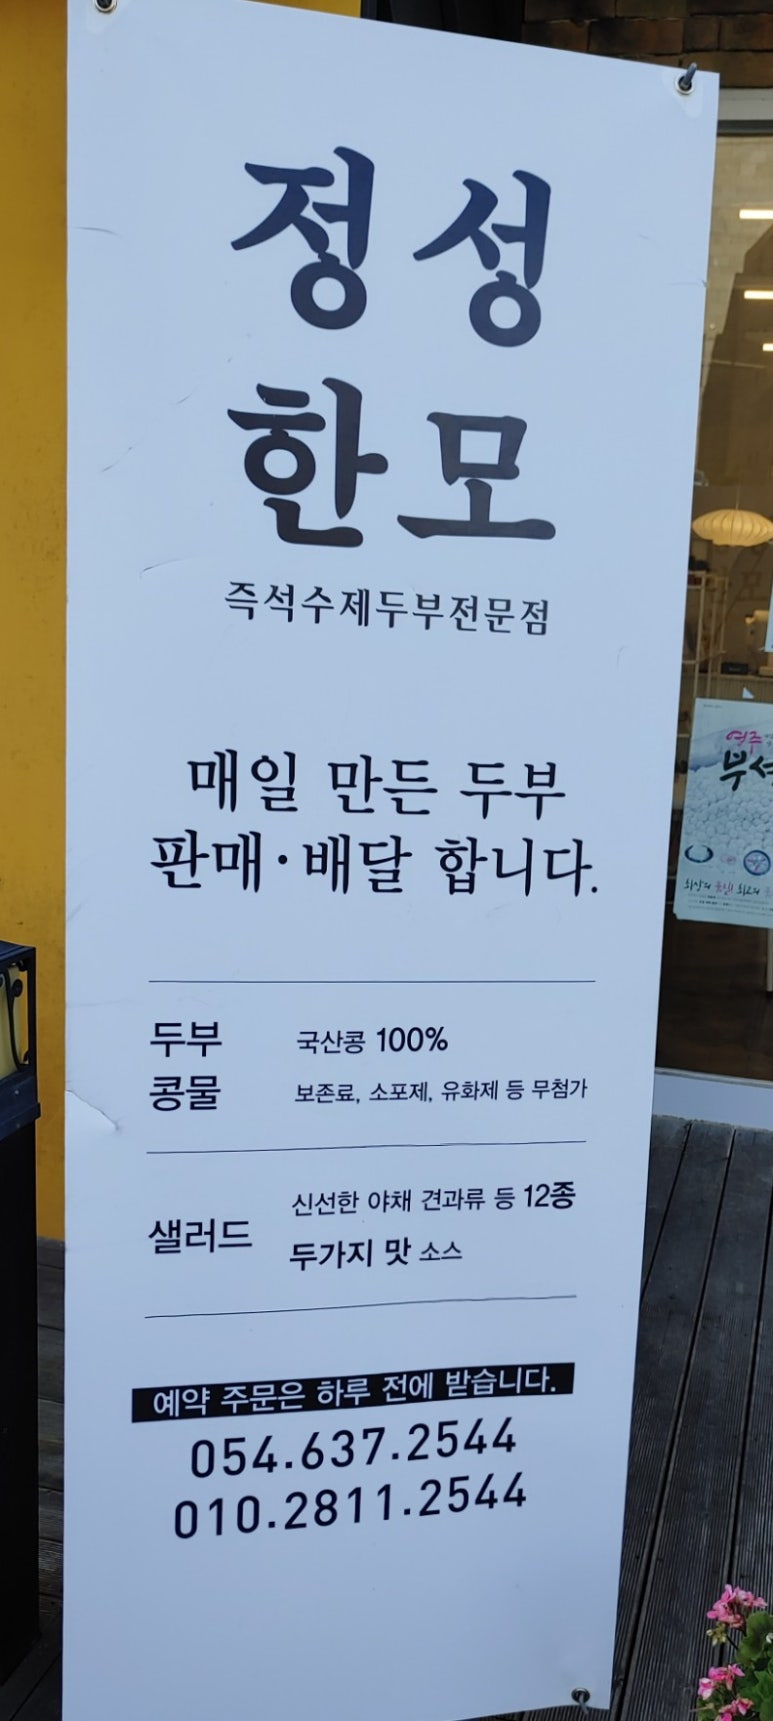 정성
한모
즉석수제두부전문점
매일 만든 두부
판매·배달 합니다.
두부 국산콩 100%
콩물 보존료, 소포제, 유화제 등 무첨가
샐러드
신선한 야채 견과류 등 12종
두가지 맛 소스
예약 주문은 하루 전에 받습니다.
054.637.2544
010.2811.2544